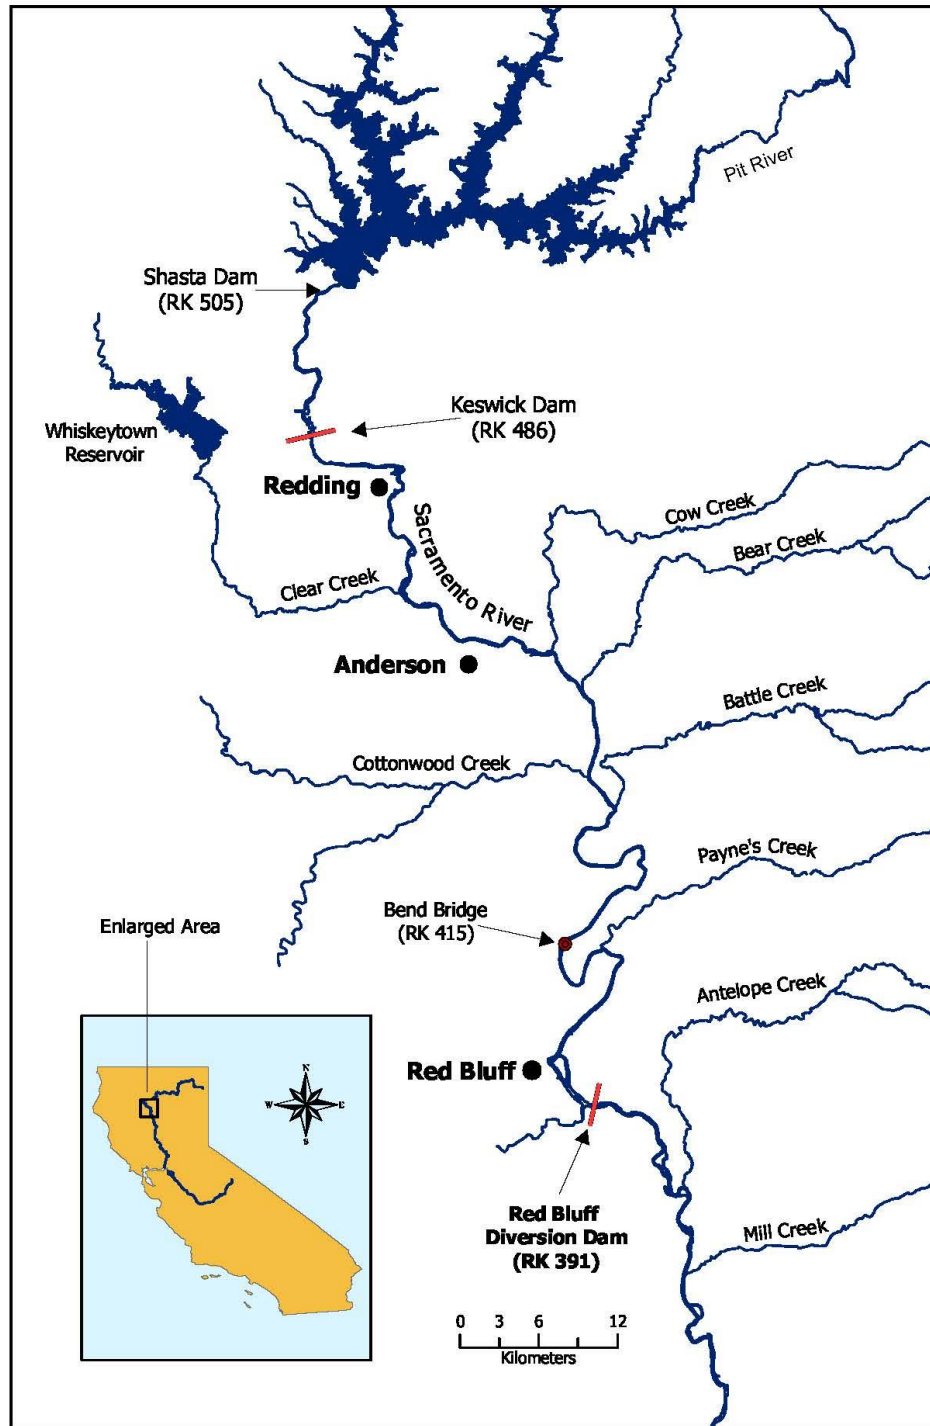 Pit River
Shasta Dam
(RK 505)
Keswick Dam
(RK 486)
Whiskeytown
Reservoir
Redding
Cow Creek
Sacramento River
Bear Creek
Clear Creek
Anderson
Battle Creek
Cottonwood Creek
Payne's Creek
Bend Bridge
(RK 415)
Enlarged Area
Antelope Creek
Red Bluff
N
W
E
S
Red Bluff
Diversion Dam
(RK 391)
Mill Creek
0 3 6 12
Kilometers